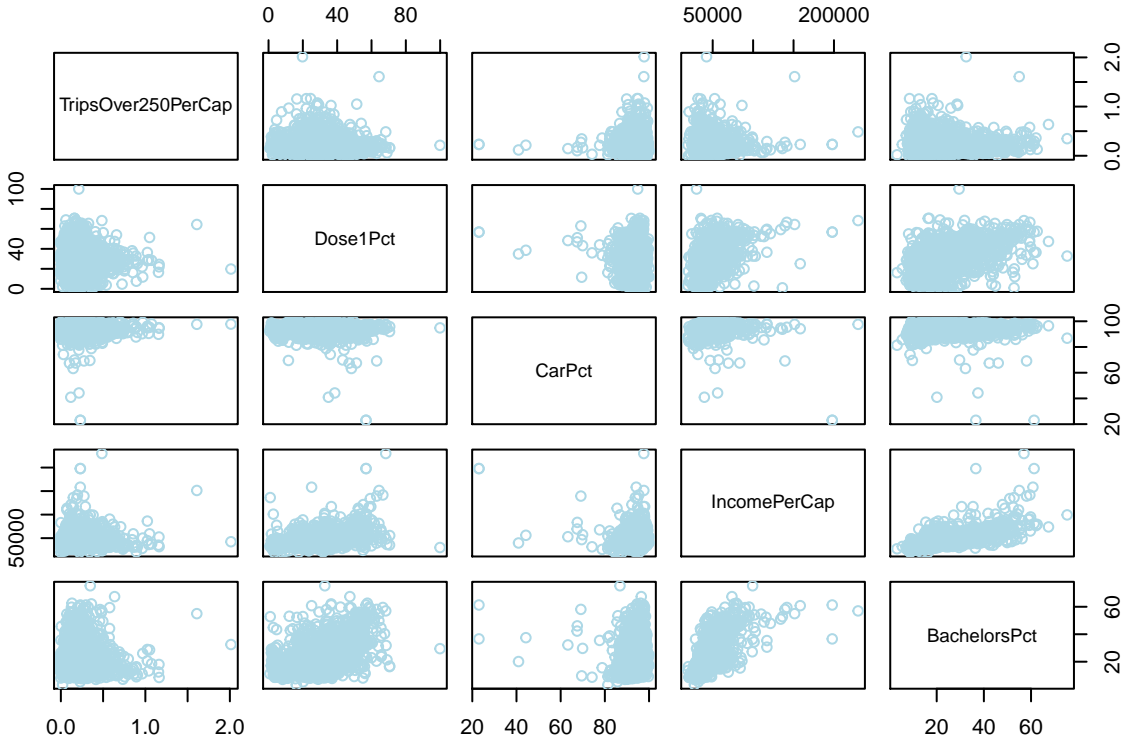 0 40 80
50000 200000
TripsOver250PerCap
0.0 1.0 2.0
0 40 100
Dose1Pct
CarPct
20 60 100
50000
IncomePerCap
BachelorsPct
20 60
0.0 1.0 2.0
20 40 60 80
20 40 60